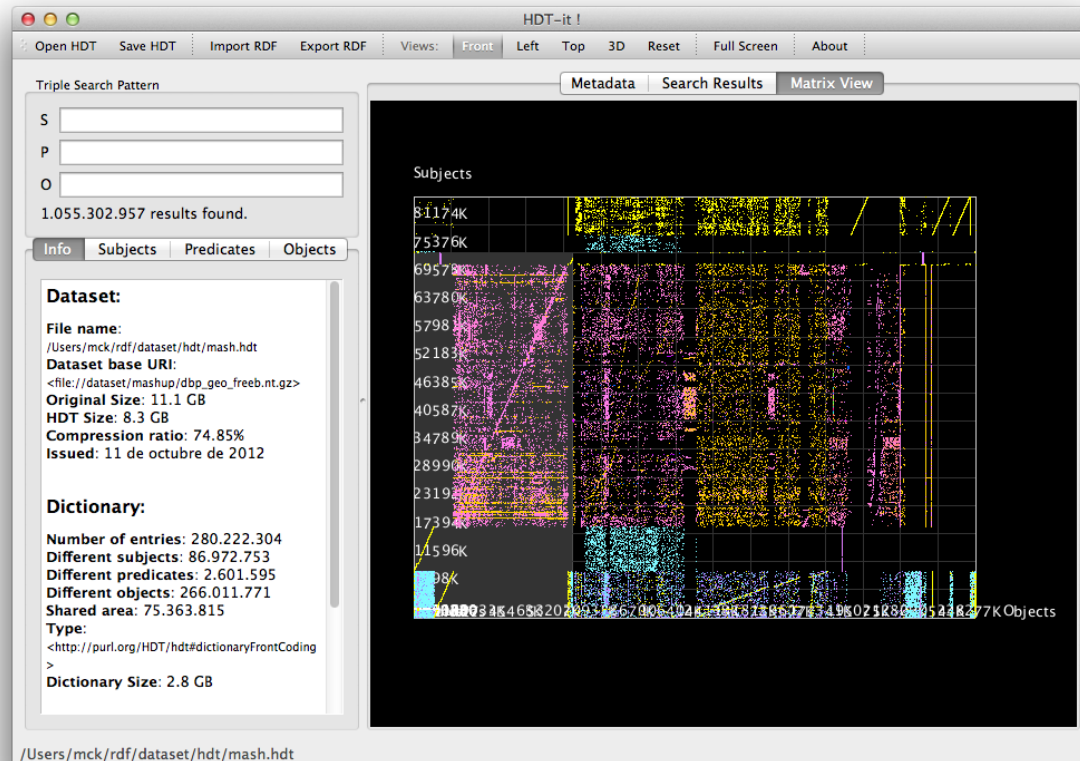 HDT-it !
Open HDT Save HDT Import RDF Export RDF Views: Front Left Top 3D Reset Full Screen About
Triple Search Pattern
S
P
O
1.055.302.957 results found.
Info Subjects Predicates Objects
Dataset:
File name:
/Users/mck/rdf/dataset/hdt/mash.hdt
Dataset base URI:
<file://dataset/mashup/dbp_geo_freeb.nt.gz>
Original Size: 11.1 GB
HDT Size: 8.3 GB
Compression ratio: 74.85%
Issued: 11 de octubre de 2012
Dictionary:
Number of entries: 280.222.304
Different subjects: 86.972.753
Different predicates: 2.601.595
Different objects: 266.011.771
Shared area: 75.363.815
Type:
<http://purl.org/HDT/hdt#dictionaryFrontCoding
>
Dictionary Size: 2.8 GB
Metadata Search Results Matrix View
Subjects
81174K
75376K
69578K
63780K
57981K
52183K
46385K
40587K
34789K
28990K
23192K
17394K
11596K
Objects
/Users/mck/rdf/dataset/hdt/mash.hdt